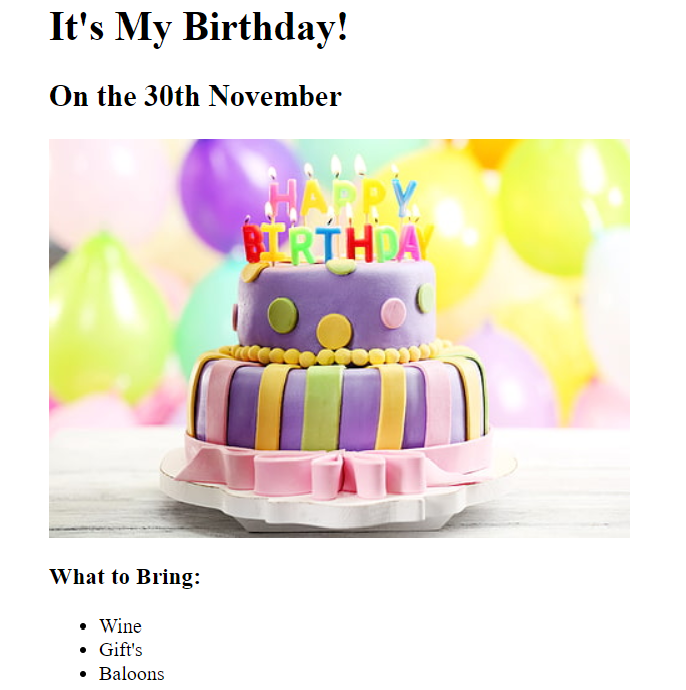 It's My Birthday!
On the 30th November
HAPPY
BIRTHDAY
What to Bring:
Wine
Gift's
Baloons